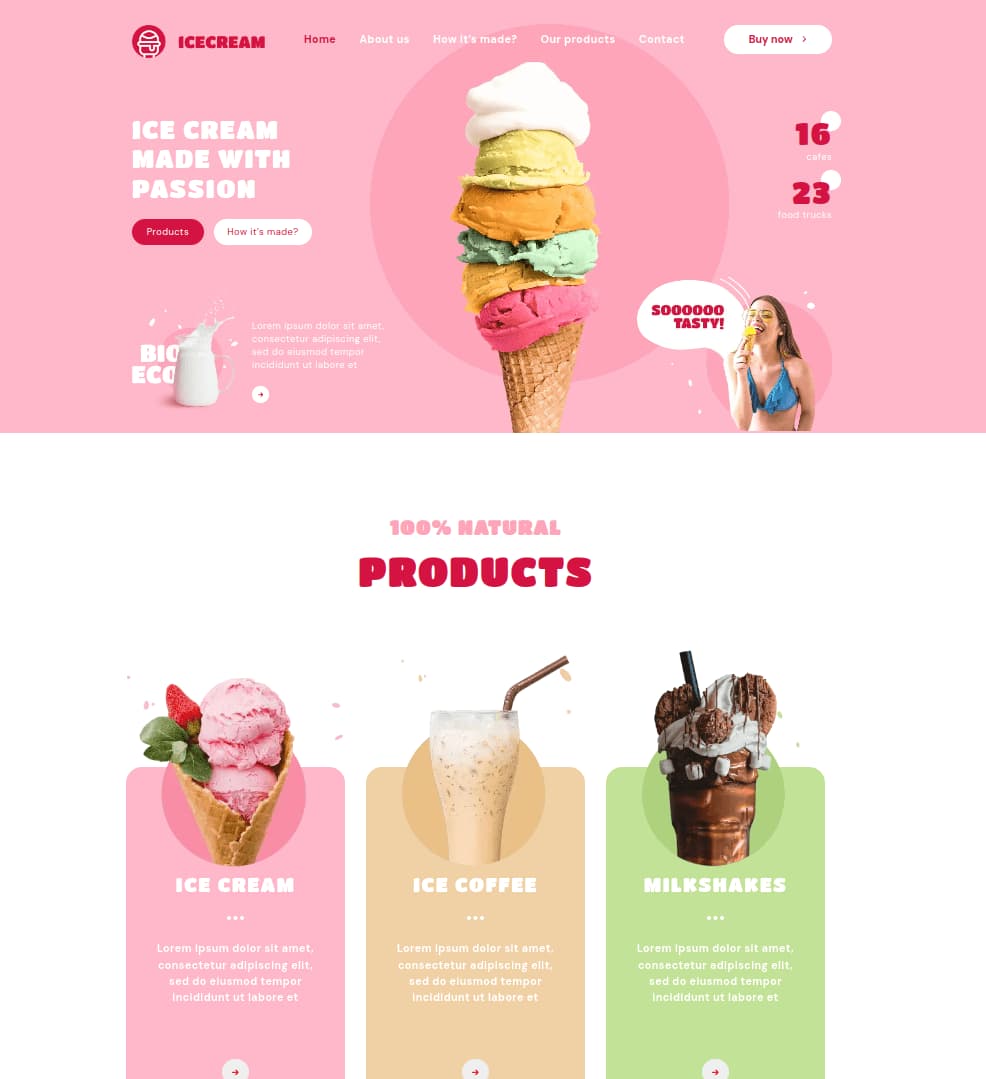 ICECREAM
Home
About us
How it's made?
Our products
Contact
Buy now
ICE CREAM
MADE WITH
PASSION
Products
How it's made?
16
cafes
23
food trucks
BIO
ECO
Lorem ipsum dolor sit amet,
consectetur adipiscing elit,
sed do eiusmod tempor
incididunt ut labore et
SOOOOOO
TASTY!
100% NATURAL
PRODUCTS
ICE CREAM
Lorem ipsum dolor sit amet,
consectetur adipiscing elit,
sed do eiusmod tempor
incididunt ut labore et
ICE COFFEE
Lorem ipsum dolor sit amet,
consectetur adipiscing elit,
sed do eiusmod tempor
incididunt ut labore et
MILKSHAKES
Lorem ipsum dolor sit amet,
consectetur adipiscing elit,
sed do eiusmod tempor
incididunt ut labore et